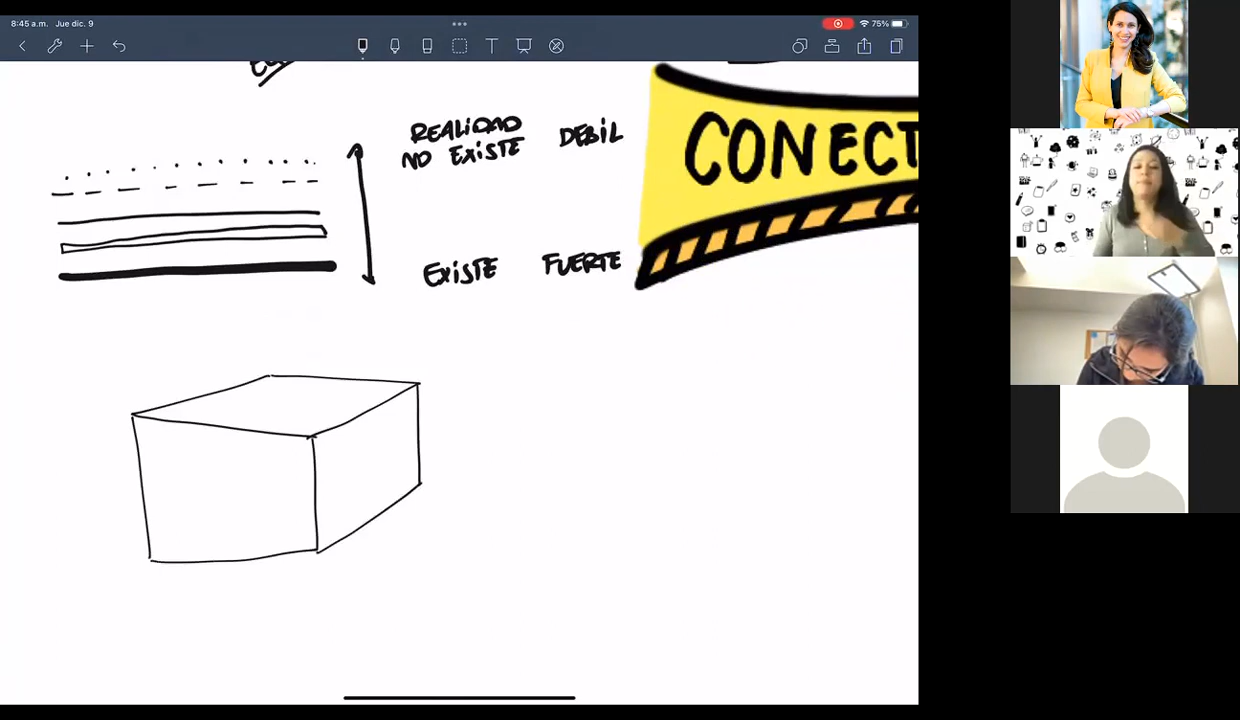 8:45 a.m. Jue dic. 9
75%
REALIDAD
NO EXISTE
DEBIL
CONECT
EXISTE
FUERTE